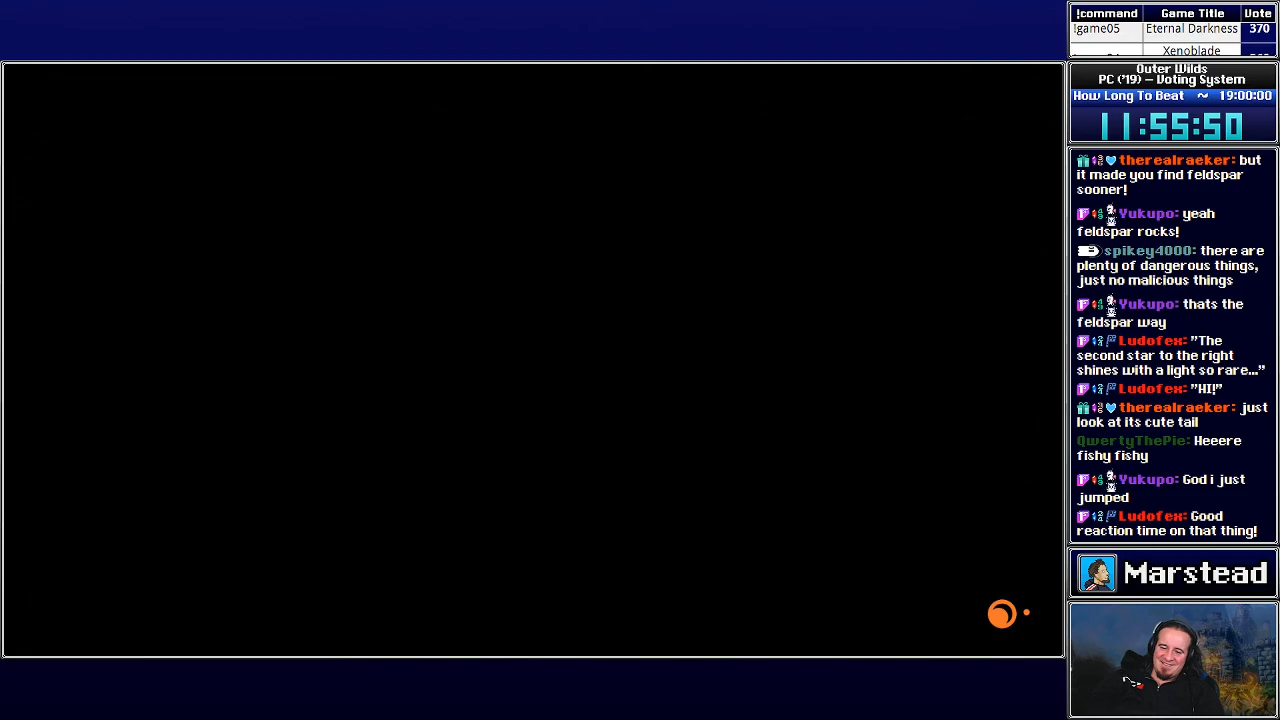 !command Game Title Vote
!game05 Eternal Darkness 370
Xenoblade
Outer Wilds
PC ('19) — Voting System
How Long To Beat ~ 19:00:00
11:55:50
therealraeker: but
it made you find feldspar
sooner!
Yukupo: yeah
feldspar rocks!
spikey4000: there are
plenty of dangerous things,
just no malicious things
Yukupo: thats the
feldspar way
Ludofex: "The
second star to the right
shines with a light so rare..."
Ludofex: "HI!"
therealraeker: just
look at its cute tail
QwertyThePie: Heeere
fishy fishy
Yukupo: God i just
jumped
Ludofex: Good
reaction time on that thing!
Marstead